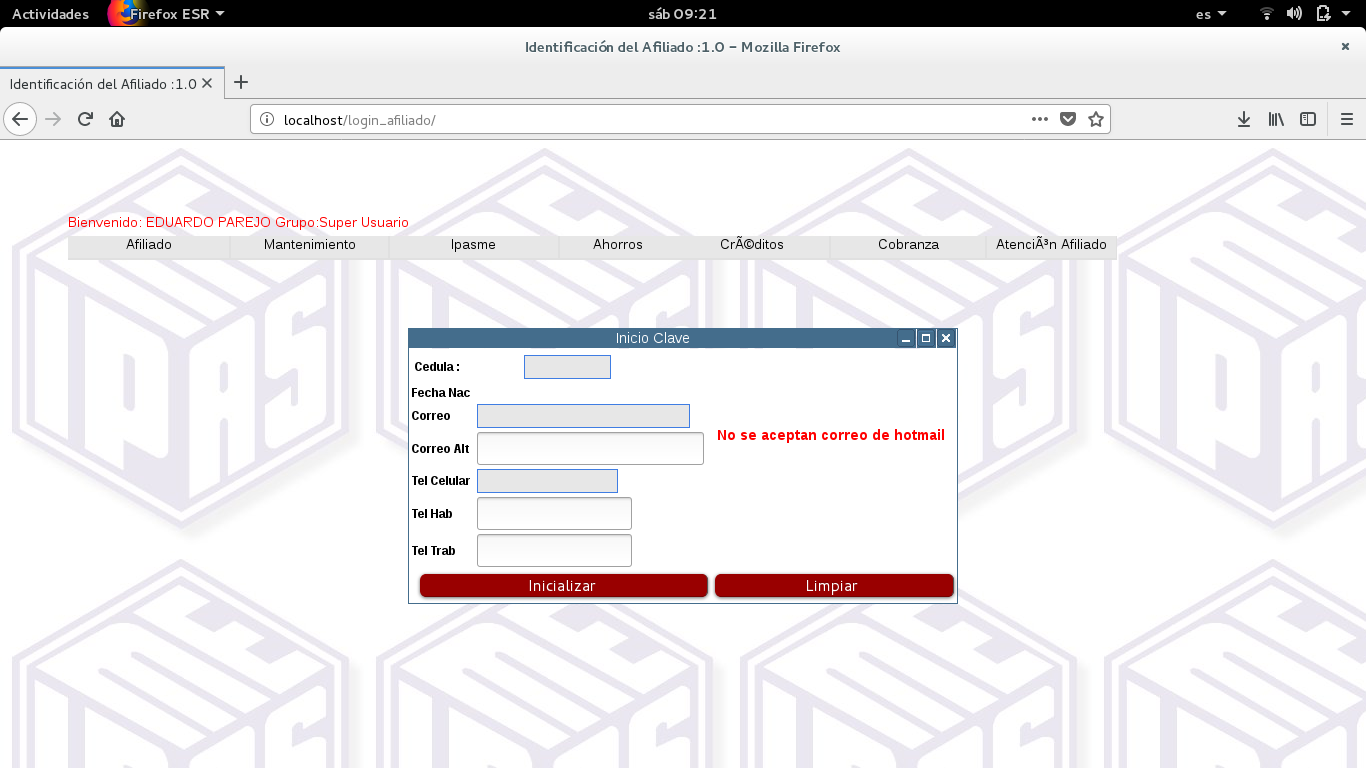 Actividades Firefox ESR sáb 09:21 es
Identificación del Afiliado :1.0 - Mozilla Firefox
Identificación del Afiliado :1.0
localhost/login_afiliado/
Bienvenido: EDUARDO PAREJO Grupo:Super Usuario
Afiliado Mantenimiento Ipasme Ahorros CrÃ©ditos Cobranza AtenciÃ³n Afiliado
Inicio Clave
Cedula :
Fecha Nac
Correo
No se aceptan correo de hotmail
Correo Alt
Tel Celular
Tel Hab
Tel Trab
Inicializar Limpiar